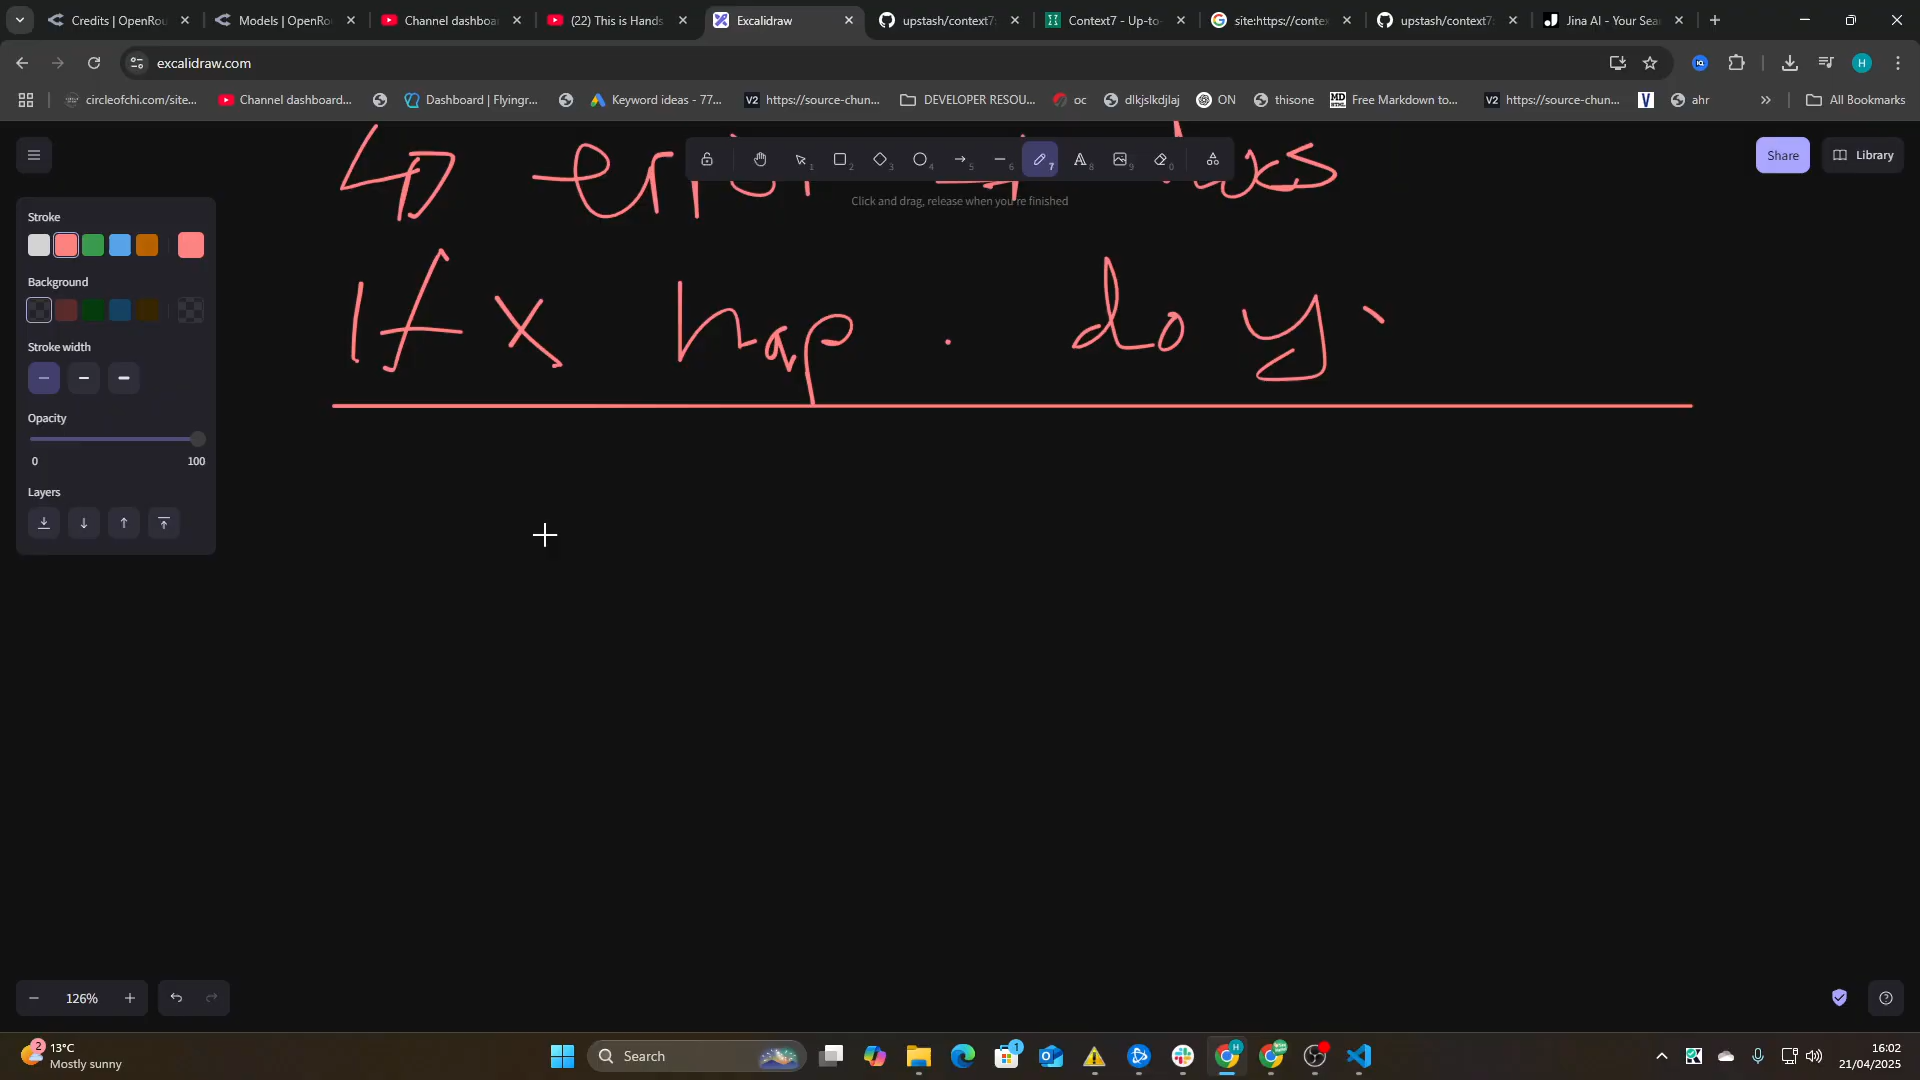 Credits | OpenRou
Models | OpenRo
Channel dashboa
(22) This is Hands
Excalidraw
upstash/context7:
Context7 - Up-to-
site:https://contex
upstash/context7:
Jina AI - Your Sea
excalidraw.com
circleofchi.com/site...
Channel dashboard...
Dashboard | Flyingr...
Keyword ideas - 77...
https://source-chun...
DEVELOPER RESOU...
oc
dlkjslkdjlaj
ON
thisone
Free Markdown to...
https://source-chun...
ahr
All Bookmarks
Share
Library
Click and drag, release when you're finished
If x hap . do y
Stroke
Background
Stroke width
Opacity
0 100
Layers
126%
2
13°C
Mostly sunny
Search
1
16:02
21/04/2025